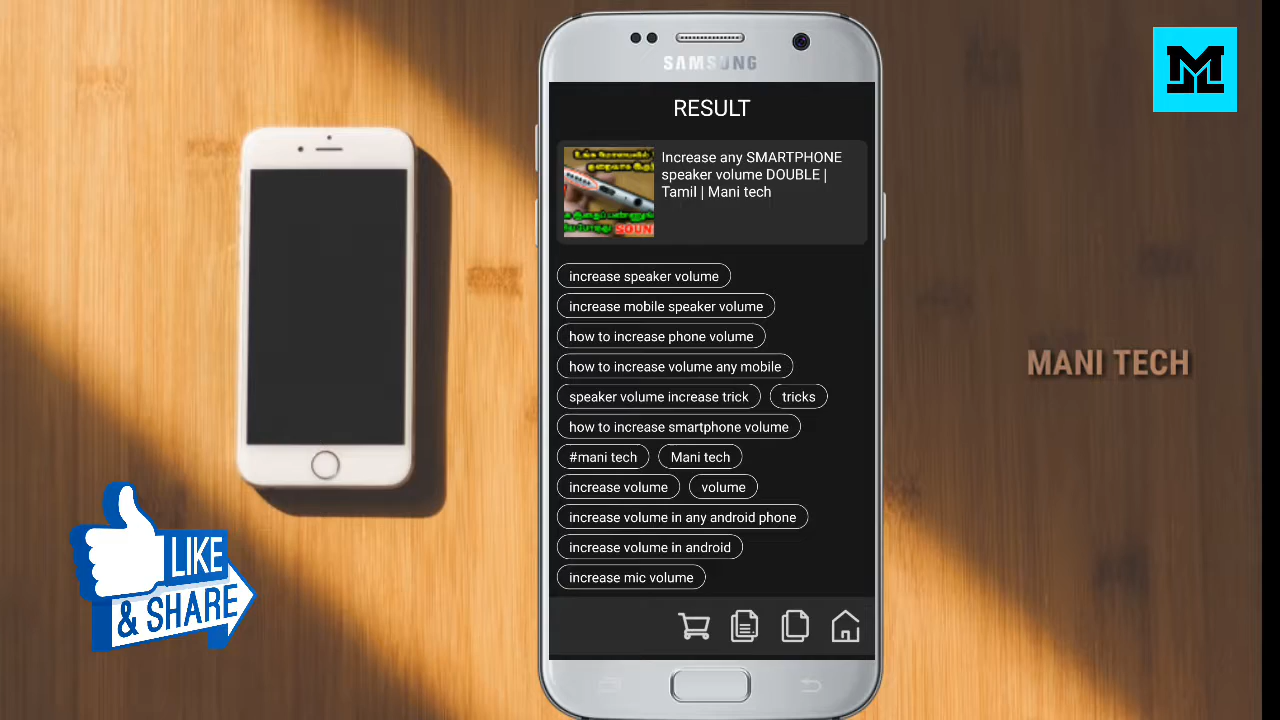 SAMSUNG
RESULT
Increase any SMARTPHONE
speaker volume DOUBLE |
Tamil | Mani tech
SOUN
increase speaker volume
increase mobile speaker volume
how to increase phone volume
how to increase volume any mobile
speaker volume increase trick
tricks
how to increase smartphone volume
#mani tech
Mani tech
increase volume
volume
increase volume in any android phone
increase volume in android
increase mic volume
M
MANI TECH
LIKE
& SHARE